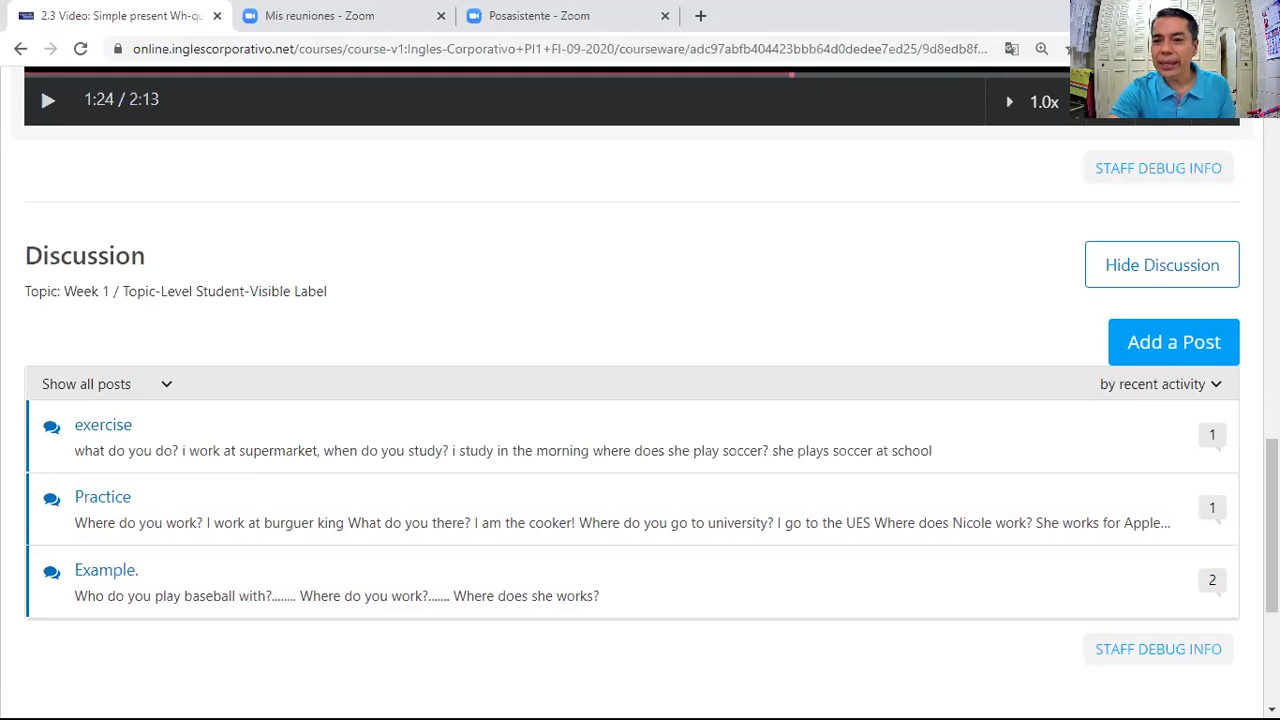 2.3 Video: Simple present Wh-qu
Mis reuniones - Zoom
Posasistente - Zoom
online.inglescorporativo.net/courses/course-v1:Ingles-Corporativo+PI1+FI-09-2020/courseware/adc97abfb404423bbb64d0dedee7ed25/9d8edb8f...
1:24 / 2:13
1.0x
STAFF DEBUG INFO
Discussion
Hide Discussion
Topic: Week 1 / Topic-Level Student-Visible Label
Add a Post
Show all posts
by recent activity
exercise
1
what do you do? i work at supermarket, when do you study? i study in the morning where does she play soccer? she plays soccer at school
Practice
1
Where do you work? I work at burguer king What do you there? I am the cooker! Where do you go to university? I go to the UES Where does Nicole work? She works for Apple...
Example.
2
Who do you play baseball with?........ Where do you work?....... Where does she works?
STAFF DEBUG INFO